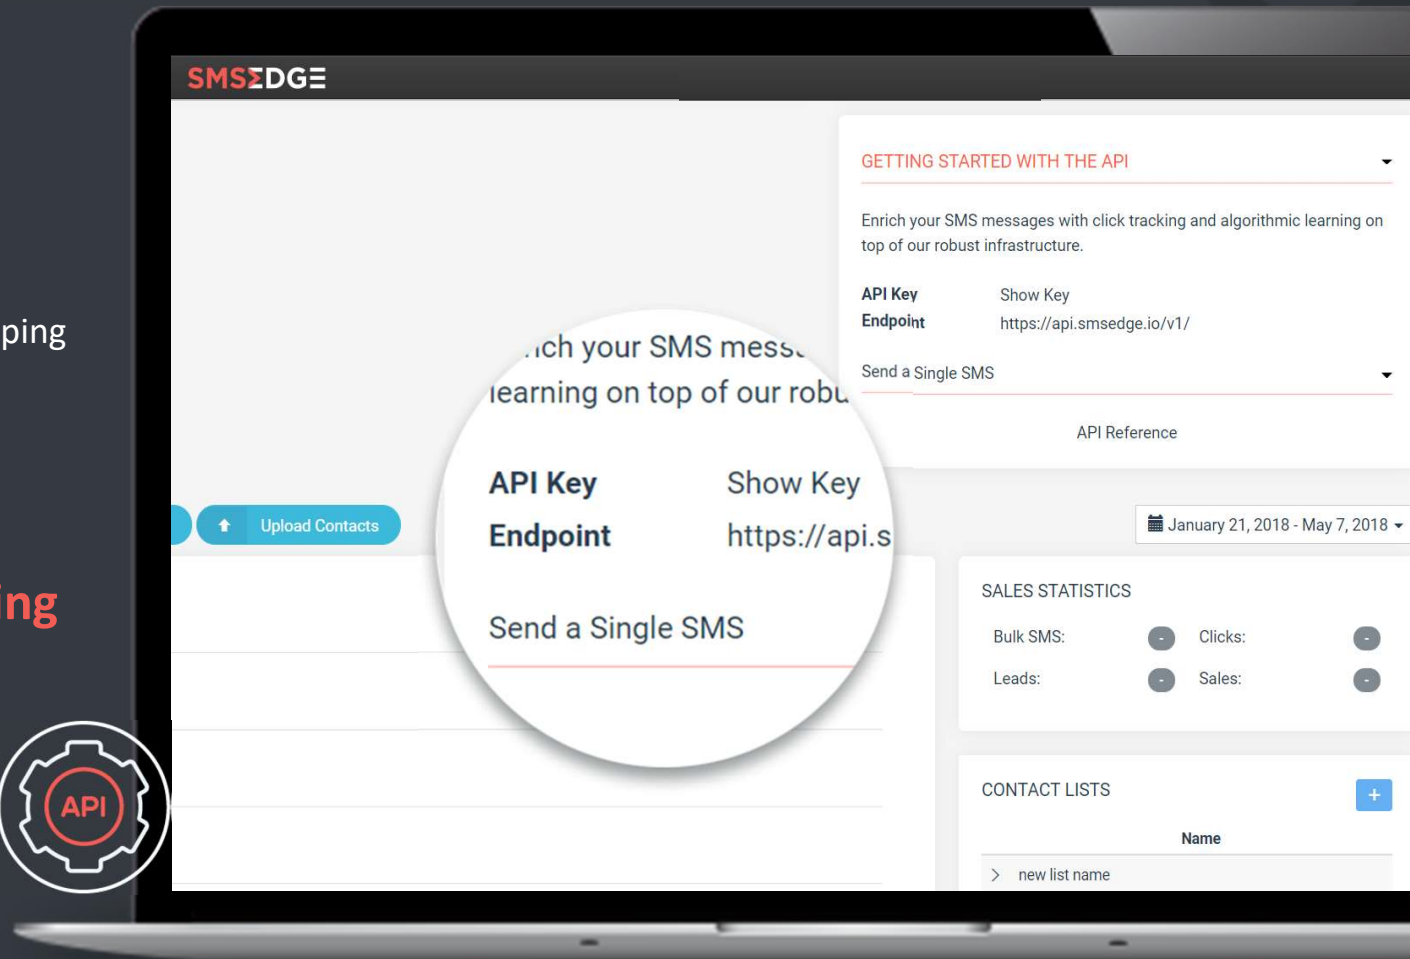 SMSΣDGΞ
GETTING STARTED WITH THE API
Enrich your SMS messages with click tracking and algorithmic learning on
top of our robust infrastructure.
API Key Show Key
Endpoint https://api.smsedge.io/v1/
Send a Single SMS
API Reference
ping
ing
API
ich your SMS mess
learning on top of our robu
API Key Show Key
Endpoint https://api.s
Send a Single SMS
Upload Contacts
January 21, 2018 - May 7, 2018
SALES STATISTICS
Bulk SMS: - Clicks: -
Leads: - Sales: -
CONTACT LISTS +
Name
> new list name